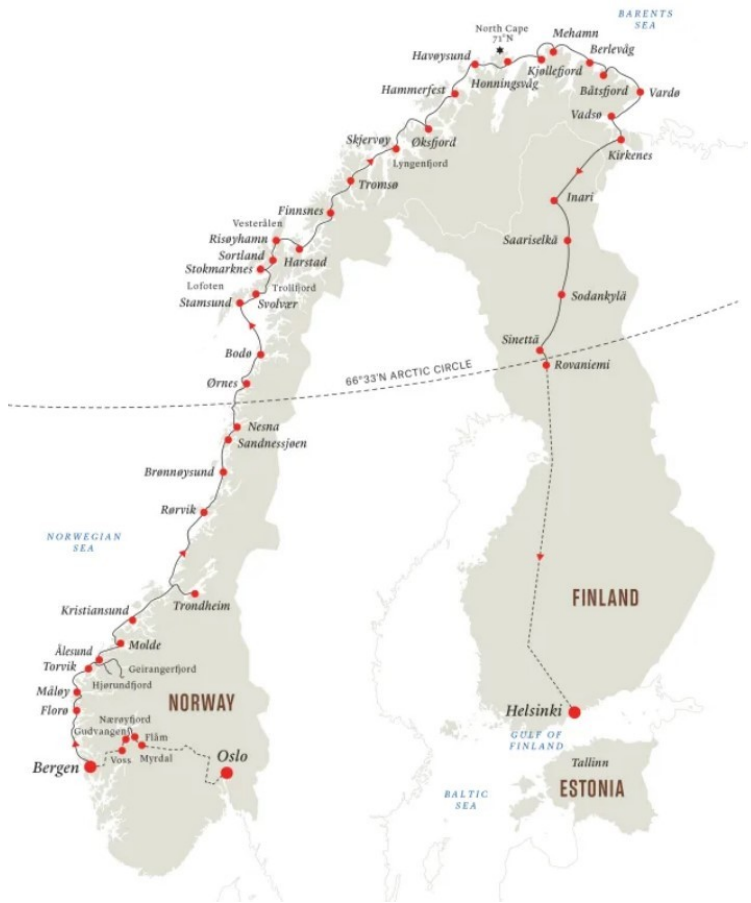 BARENTS
SEA
North Cape
71°N
Mehamn
Berlevåg
Havøysund
Kjøllefjord
Honningsvåg
Båtsfjord
Vardø
Hammerfest
Vadsø
Skjervøy
Øksfjord
Kirkenes
Lyngenfjord
Tromsø
Inari
Finnsnes
Vesterålen
Risøyhamn
Saariselkä
Sortland
Harstad
Stokmarknes
Lofoten
Trollfjord
Sodankylä
Stamsund
Svolvær
Sinettä
Bodø
Rovaniemi
66°33'N ARCTIC CIRCLE
Ørnes
Nesna
Sandnessjøen
Brønnøysund
Rørvik
NORWEGIAN
SEA
FINLAND
Trondheim
Kristiansund
Molde
Ålesund
Torvik
Geirangerfjord
Hjørundfjord
Måløy
NORWAY
Florø
Helsinki
Nærøyfjord
Gudvangen
Flåm
GULF OF
FINLAND
Voss
Myrdal
Oslo
Bergen
Tallinn
ESTONIA
BALTIC
SEA